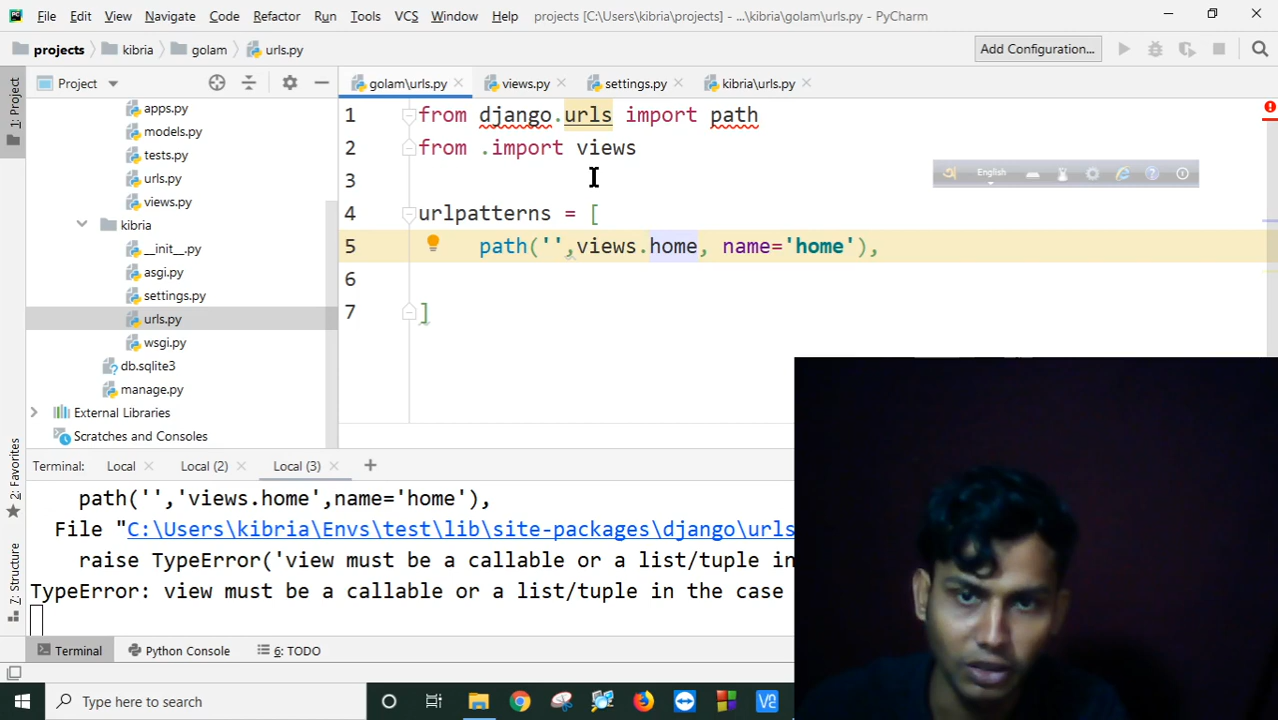 File Edit View Navigate Code Refactor Run Tools VCS Window Help projects [C:\Users\kibria\projects] - ...\kibria\golam\urls.py - PyCharm
projects kibria golam urls.py Add Configuration...
1: Project
Project golam\urls.py views.py settings.py kibria\urls.py
apps.py
models.py
tests.py
urls.py
views.py
kibria
__init__.py
asgi.py
settings.py
urls.py
wsgi.py
db.sqlite3
manage.py
External Libraries
Scratches and Consoles
1 from django.urls import path
2 from .import views
3
4 urlpatterns = [
5 path('',views.home, name='home'),
6
7 ]
English
2: Favorites
7: Structure
Terminal: Local Local (2) Local (3) +
path('','views.home',name='home'),
File "C:\Users\kibria\Envs\test\lib\site-packages\django\urls
raise TypeError('view must be a callable or a list/tuple in
TypeError: view must be a callable or a list/tuple in the case
Terminal Python Console 6: TODO
Type here to search